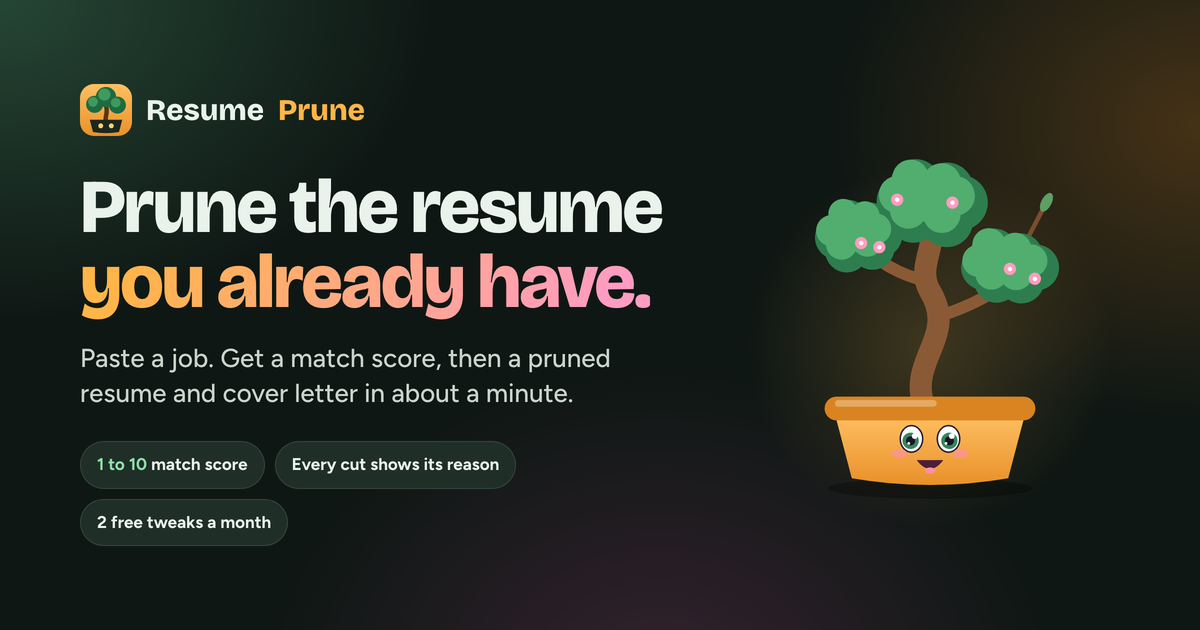 Resume Prune
Prune the resume
you already have.
Paste a job. Get a match score, then a pruned
resume and cover letter in about a minute.
1 to 10 match score
Every cut shows its reason
2 free tweaks a month